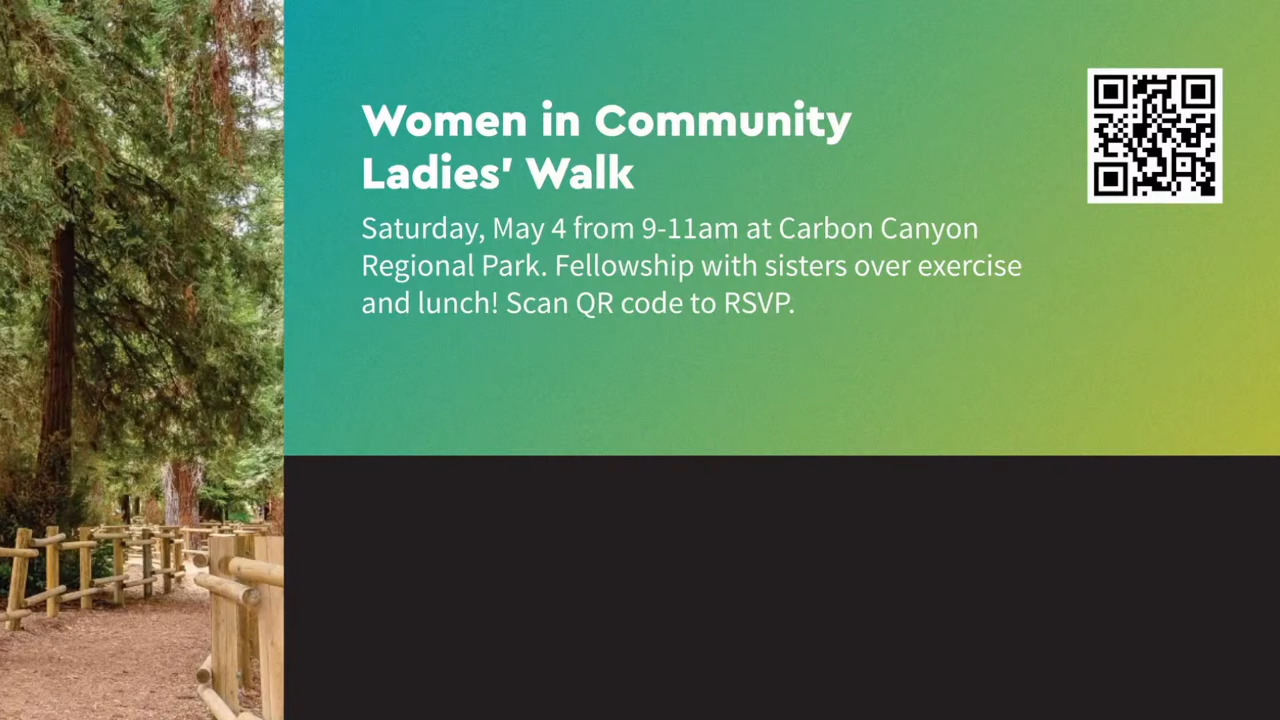 Women in Community
Ladies' Walk
Saturday, May 4 from 9-11am at Carbon Canyon
Regional Park. Fellowship with sisters over exercise
and lunch! Scan QR code to RSVP.